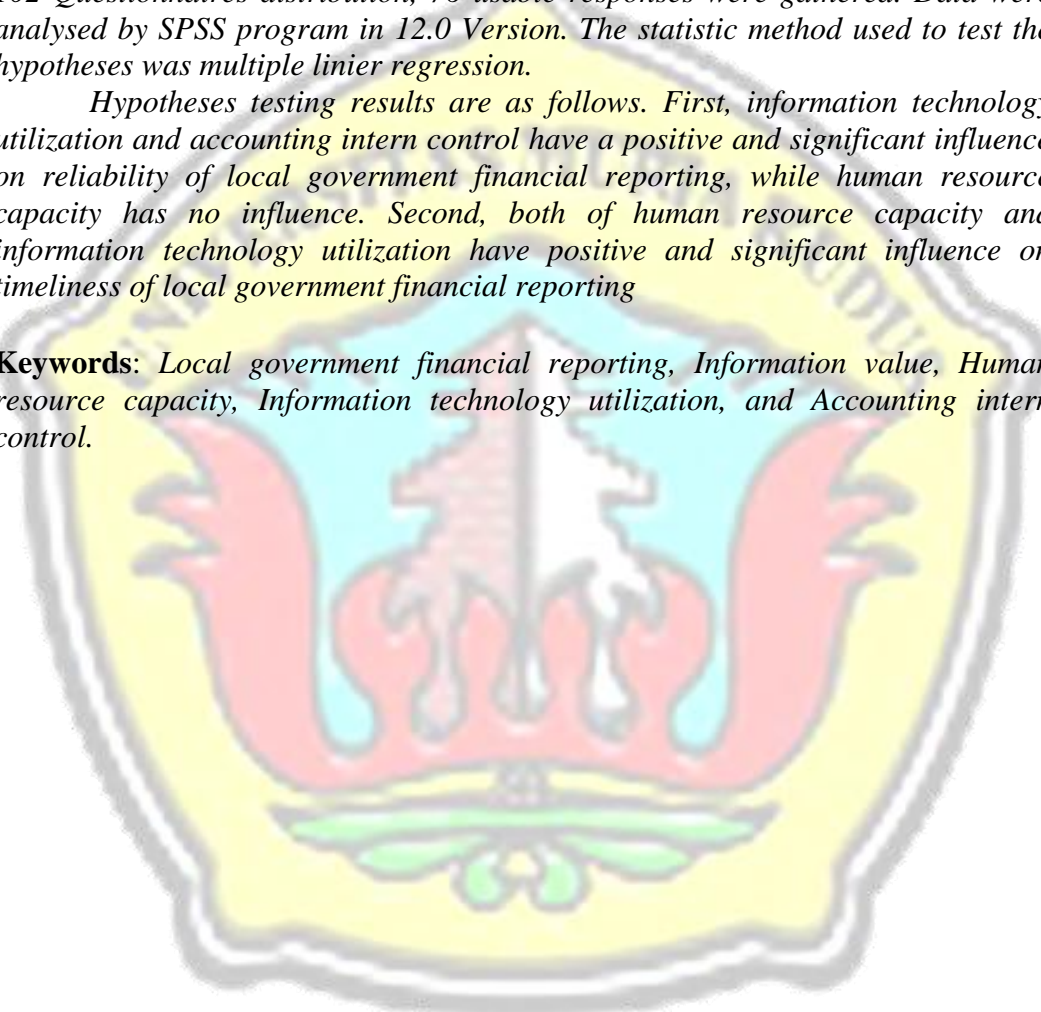 analysed by SPSS program in 12.0 Version. The statistic method used to test the
hypotheses was multiple linier regression.
Hypotheses testing results are as follows. First, information technology
utilization and accounting intern control have a positive and significant influence
on reliability of local government financial reporting, while human resource
capacity has no influence. Second, both of human resource capacity and
information technology utilization have positive and significant influence on
timeliness of local government financial reporting
Keywords: Local government financial reporting, Information value, Human
resource capacity, Information technology utilization, and Accounting intern
control.
UNIVERSITAS MURIA KUDUS